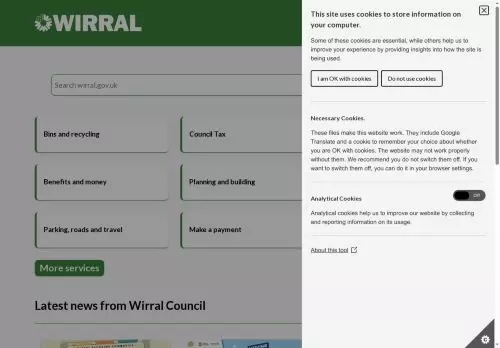 WIRRAL
Search wirral.gov.uk
Bins and recycling
Council Tax
Benefits and money
Planning and building
Parking, roads and travel
Make a payment
More services
Latest news from Wirral Council
This site uses cookies to store information on
your computer.
Some of these cookies are essential, while others help us to
improve your experience by providing insights into how the site is
being used.
I am OK with cookies
Do not use cookies
Necessary Cookies.
These files make this website work. They include Google
Translate and a cookie to remember your choice about whether
you are OK with cookies. The website may not work properly
without them. We recommend you do not switch them off. If you
want to switch them off, you can do it in your browser settings.
Analytical Cookies
Off
Analytical cookies help us to improve our website by collecting
and reporting information on its usage.
About this tool